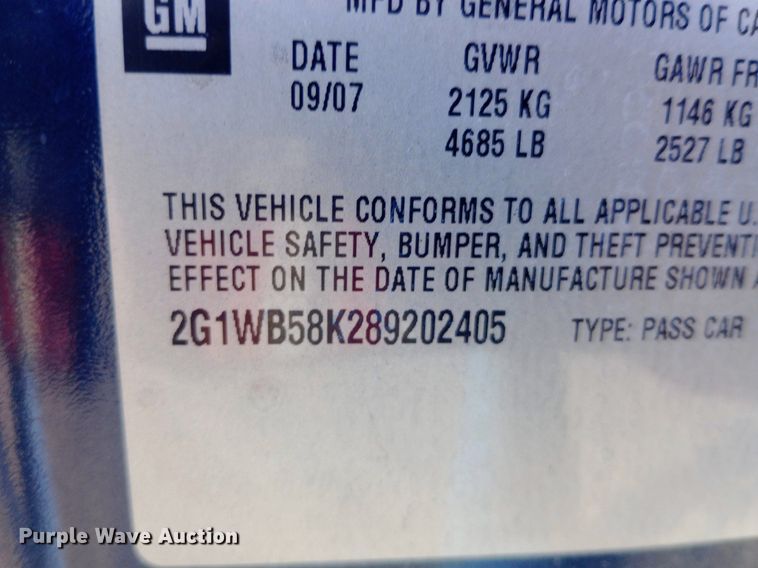 GM
MFD BY GENERAL MOTORS OF CA
DATE GVWR GAWR FR
09/07 2125 KG 1146 KG
4685 LB 2527 LB
THIS VEHICLE CONFORMS TO ALL APPLICABLE U.
VEHICLE SAFETY, BUMPER, AND THEFT PREVENTI
EFFECT ON THE DATE OF MANUFACTURE SHOWN A
2G1WB58K289202405 TYPE: PASS CAR
Purple Wave Auction